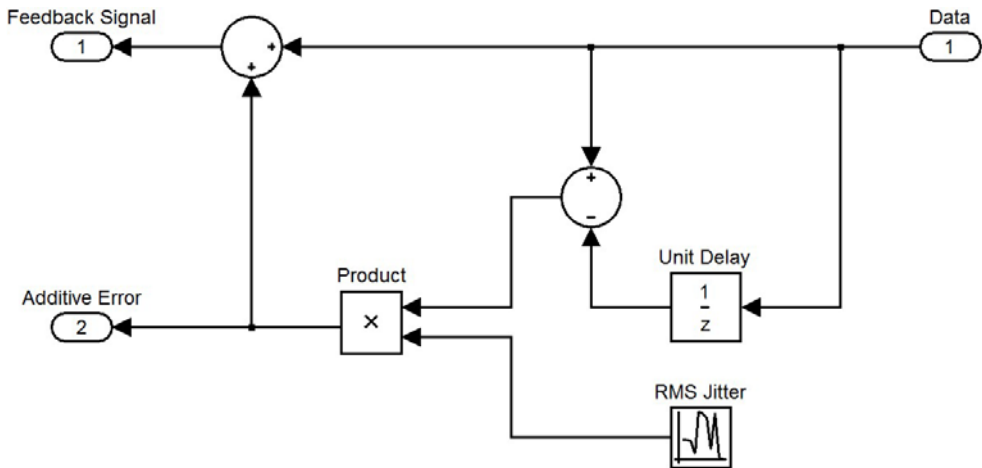 Feedback Signal
1
Data
1
+
+
+
−
Unit Delay
1
z
Product
×
Additive Error
2
RMS Jitter